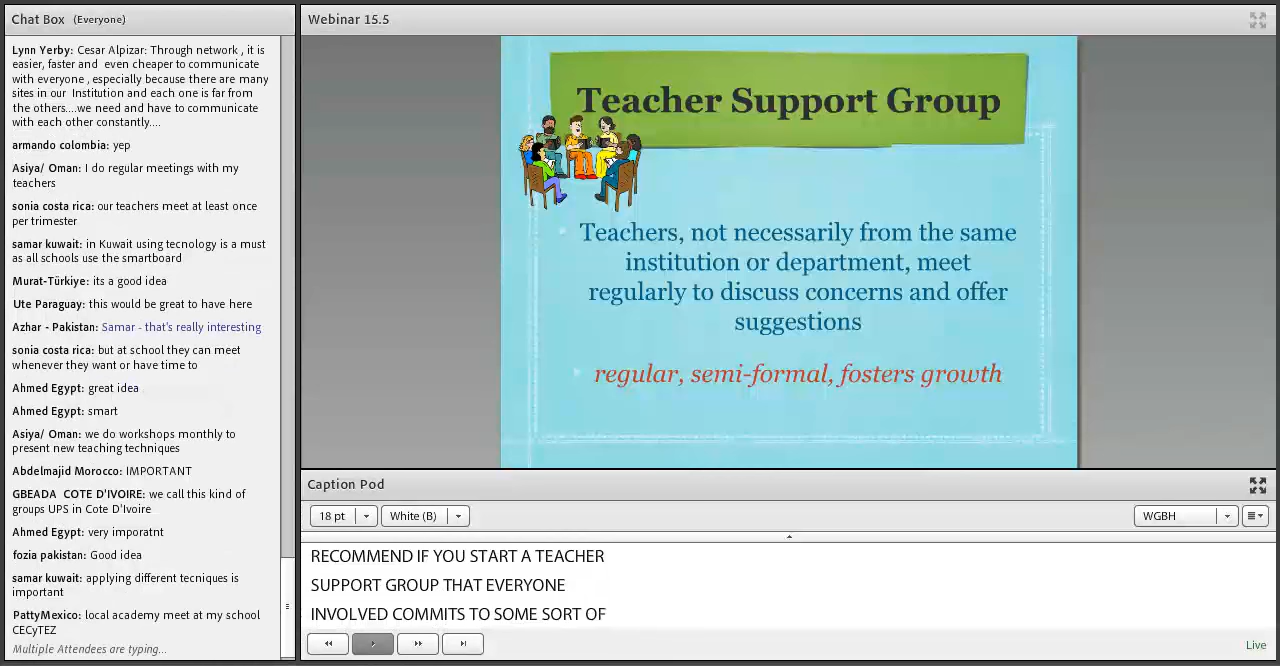 Chat Box (Everyone)
Lynn Yerby: Cesar Alpizar: Through network , it is
easier, faster and even cheaper to communicate
with everyone , especially because there are many
sites in our Institution and each one is far from
the others....we need and have to communicate
with each other constantly....
armando colombia: yep
Asiya/ Oman: I do regular meetings with my
teachers
sonia costa rica: our teachers meet at least once
per trimester
samar kuwait: in Kuwait using tecnology is a must
as all schools use the smartboard
Murat-Türkiye: its a good idea
Ute Paraguay: this would be great to have here
Azhar - Pakistan: Samar - that's really interesting
sonia costa rica: but at school they can meet
whenever they want or have time to
Ahmed Egypt: great idea
Ahmed Egypt: smart
Asiya/ Oman: we do workshops monthly to
present new teaching techniques
Abdelmajid Morocco: IMPORTANT
GBEADA COTE D'IVOIRE: we call this kind of
groups UPS in Cote D'Ivoire
Ahmed Egypt: very imporatnt
fozia pakistan: Good idea
samar kuwait: applying different tecniques is
important
PattyMexico: local academy meet at my school
CECyTEZ
Multiple Attendees are typing...
Webinar 15.5
Teacher Support Group
Teachers, not necessarily from the same
institution or department, meet
regularly to discuss concerns and offer
suggestions
regular, semi-formal, fosters growth
Caption Pod
18 pt White (B) WGBH
RECOMMEND IF YOU START A TEACHER
SUPPORT GROUP THAT EVERYONE
INVOLVED COMMITS TO SOME SORT OF
Live